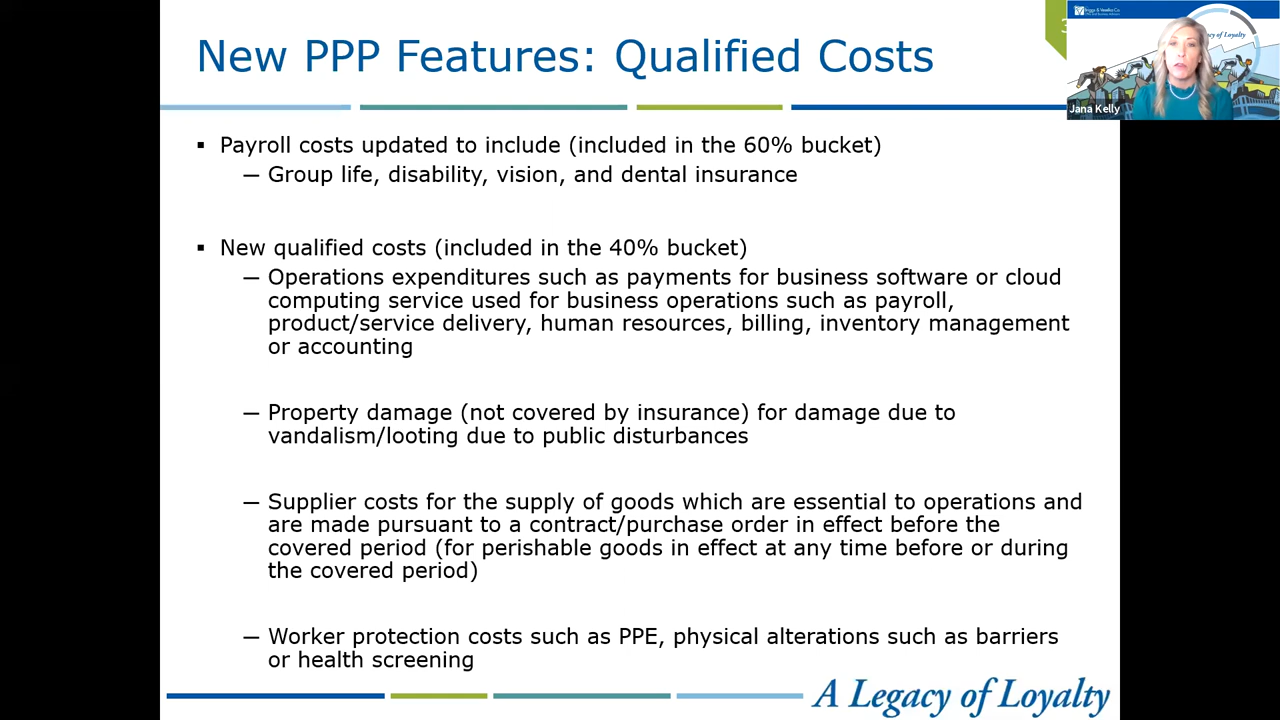 New PPP Features: Qualified Costs
▪ Payroll costs updated to include (included in the 60% bucket)
— Group life, disability, vision, and dental insurance
▪ New qualified costs (included in the 40% bucket)
— Operations expenditures such as payments for business software or cloud
computing service used for business operations such as payroll,
product/service delivery, human resources, billing, inventory management
or accounting
— Property damage (not covered by insurance) for damage due to
vandalism/looting due to public disturbances
— Supplier costs for the supply of goods which are essential to operations and
are made pursuant to a contract/purchase order in effect before the
covered period (for perishable goods in effect at any time before or during
the covered period)
— Worker protection costs such as PPE, physical alterations such as barriers
or health screening
A Legacy of Loyalty
of Loyalty
Jana Kelly